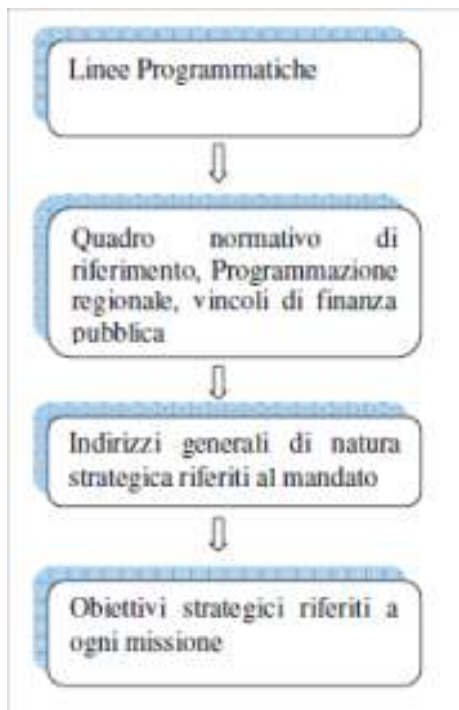 Linee Programmatiche
Quadro normativo di
riferimento, Programmazione
regionale, vincoli di finanza
pubblica
Indirizzi generali di natura
strategica riferiti al mandato
Obiettivi strategici riferiti a
ogni missione